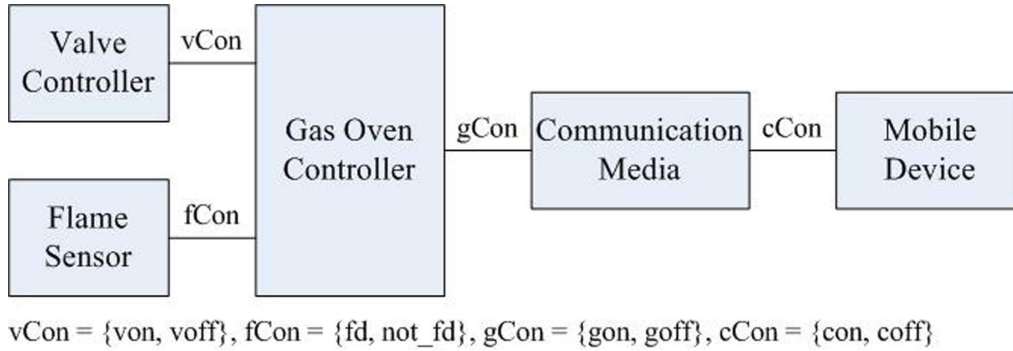 Valve
Controller
vCon
Gas Oven
Controller
Flame
Sensor
fCon
gCon
Communication
Media
cCon
Mobile
Device
vCon = {von, voff}, fCon = {fd, not_fd}, gCon = {gon, goff}, cCon = {con, coff}